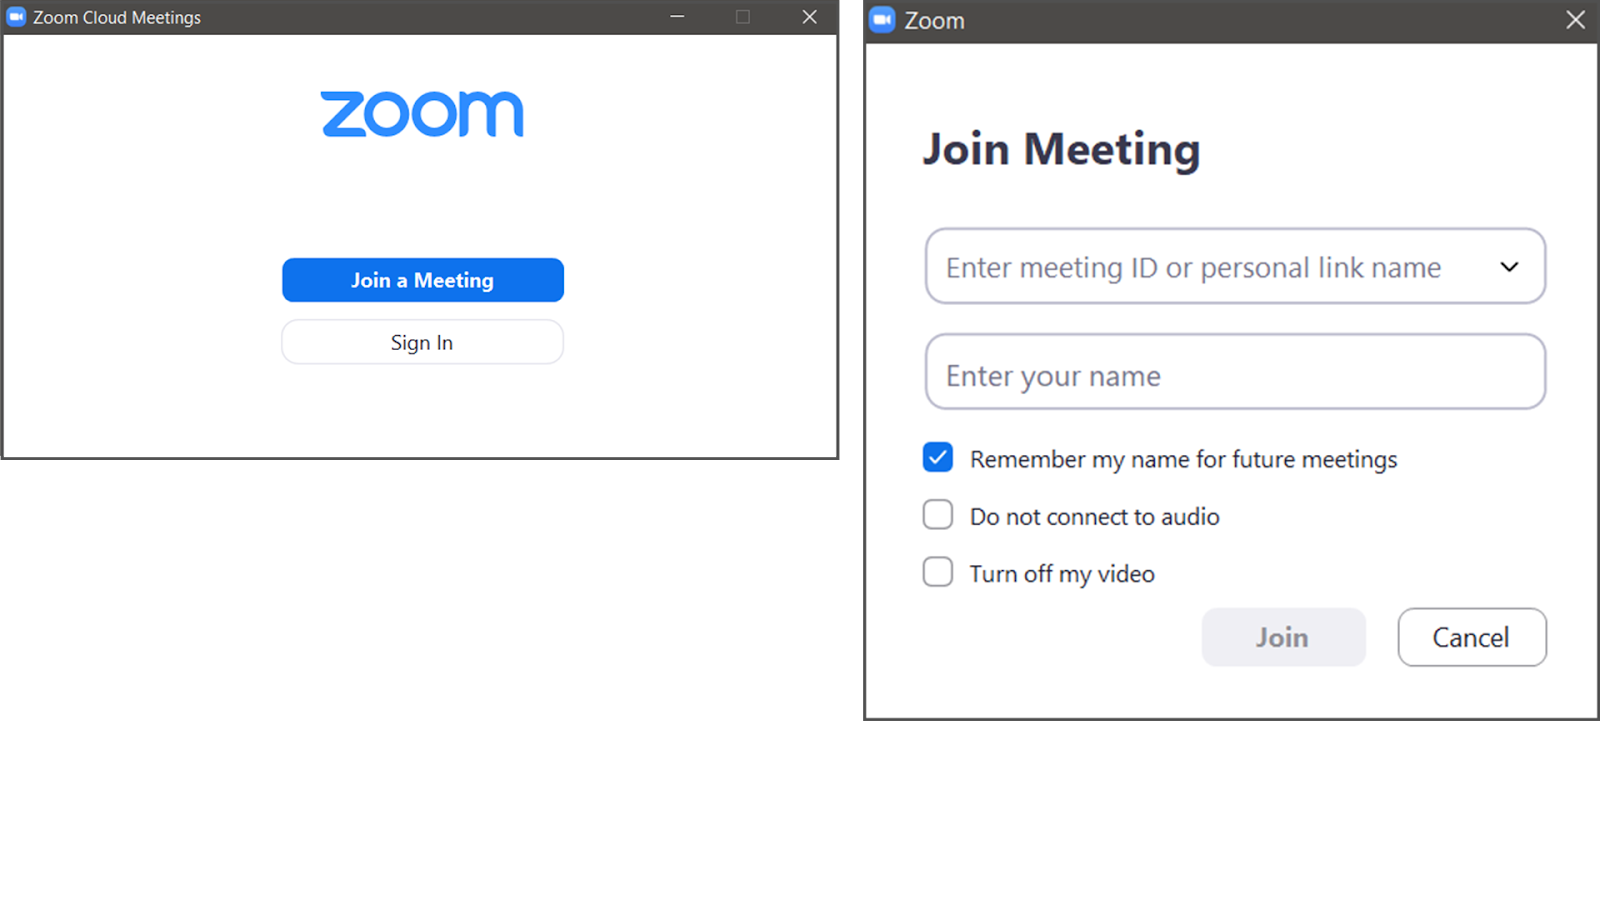 Zoom Cloud Meetings
zoom
Join a Meeting
Sign In
Zoom
Join Meeting
Enter meeting ID or personal link name
Enter your name
Remember my name for future meetings
Do not connect to audio
Turn off my video
Join
Cancel